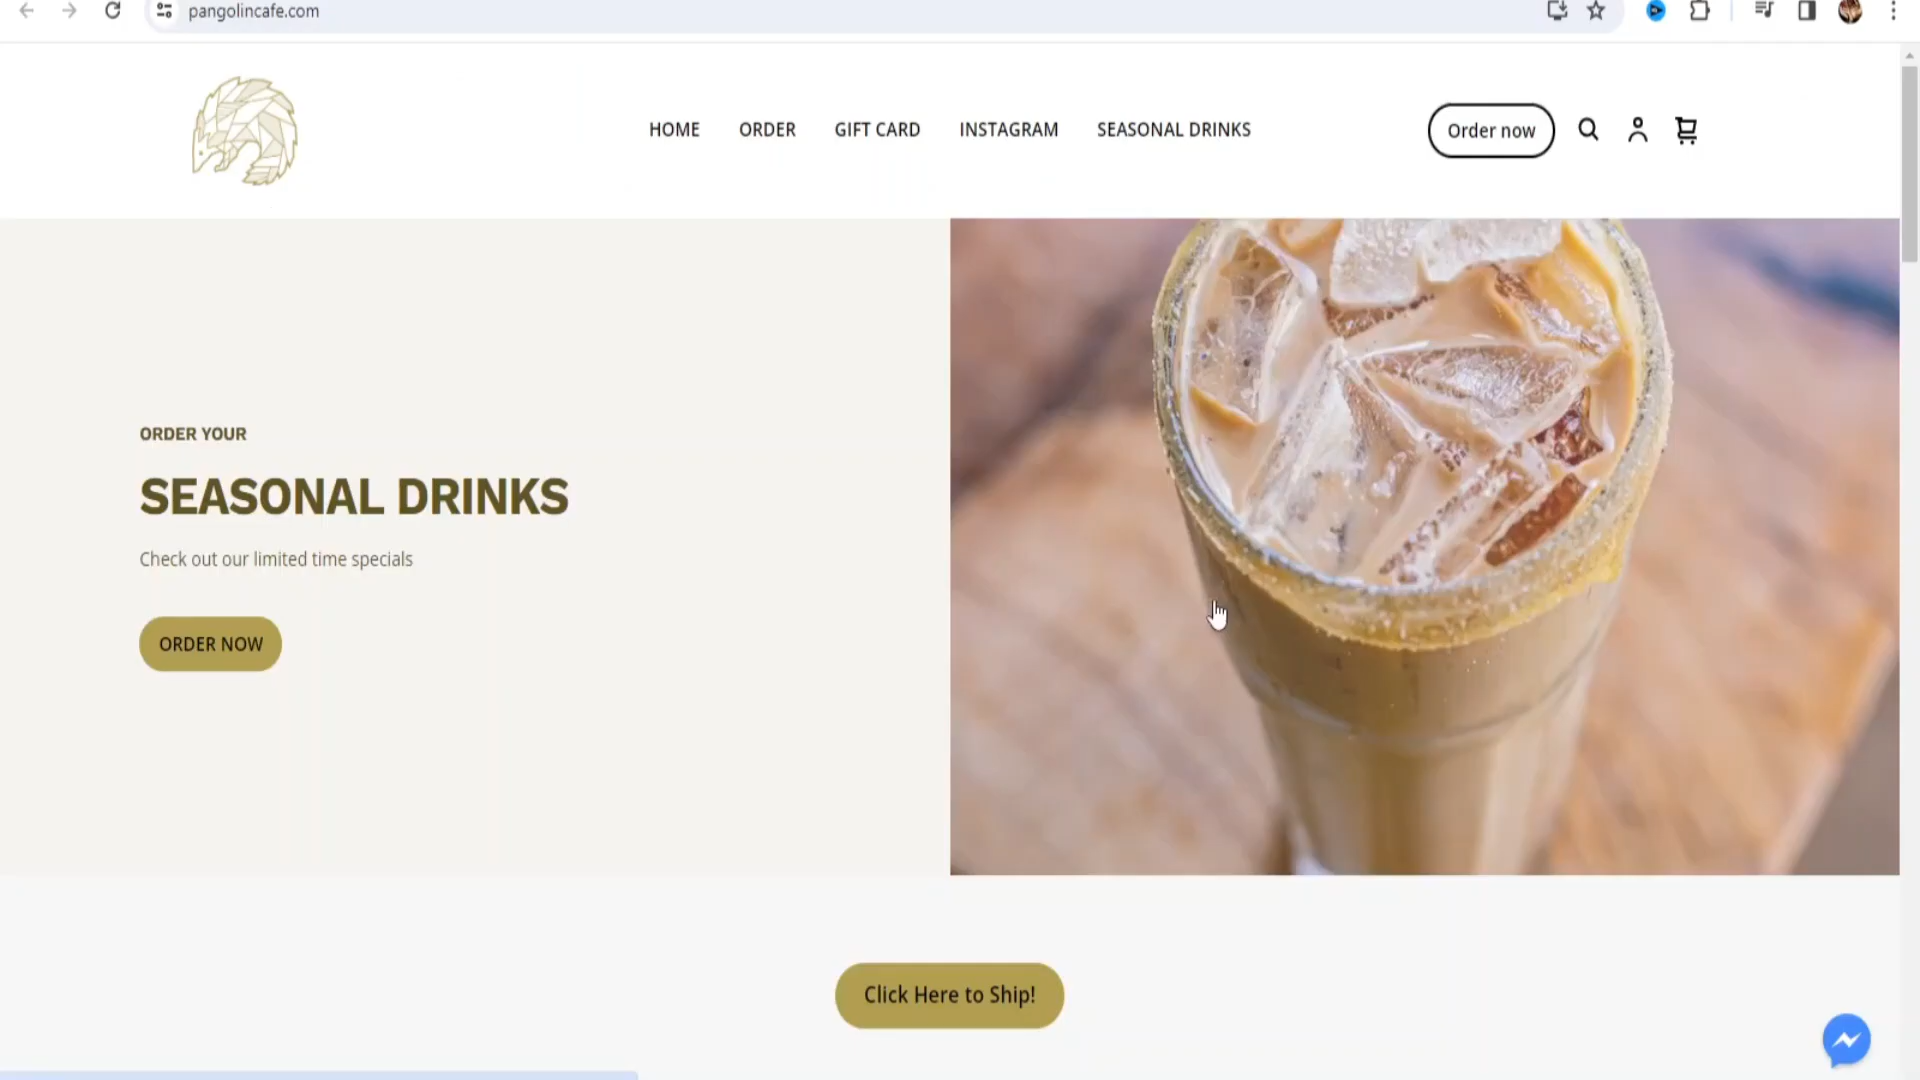 pangolincafe.com
HOME ORDER GIFT CARD INSTAGRAM SEASONAL DRINKS Order now
ORDER YOUR
SEASONAL DRINKS
Check out our limited time specials
ORDER NOW
Click Here to Ship!